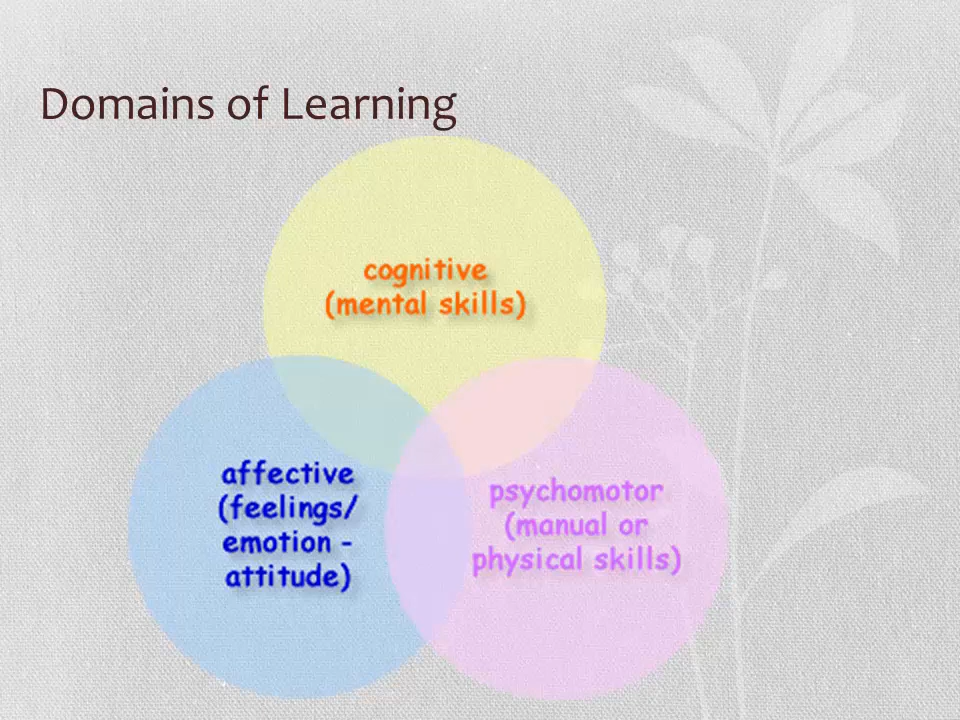 Domains of Learning
cognitive
(mental skills)
affective
(feelings/
emotion -
attitude)
psychomotor
(manual or
physical skills)